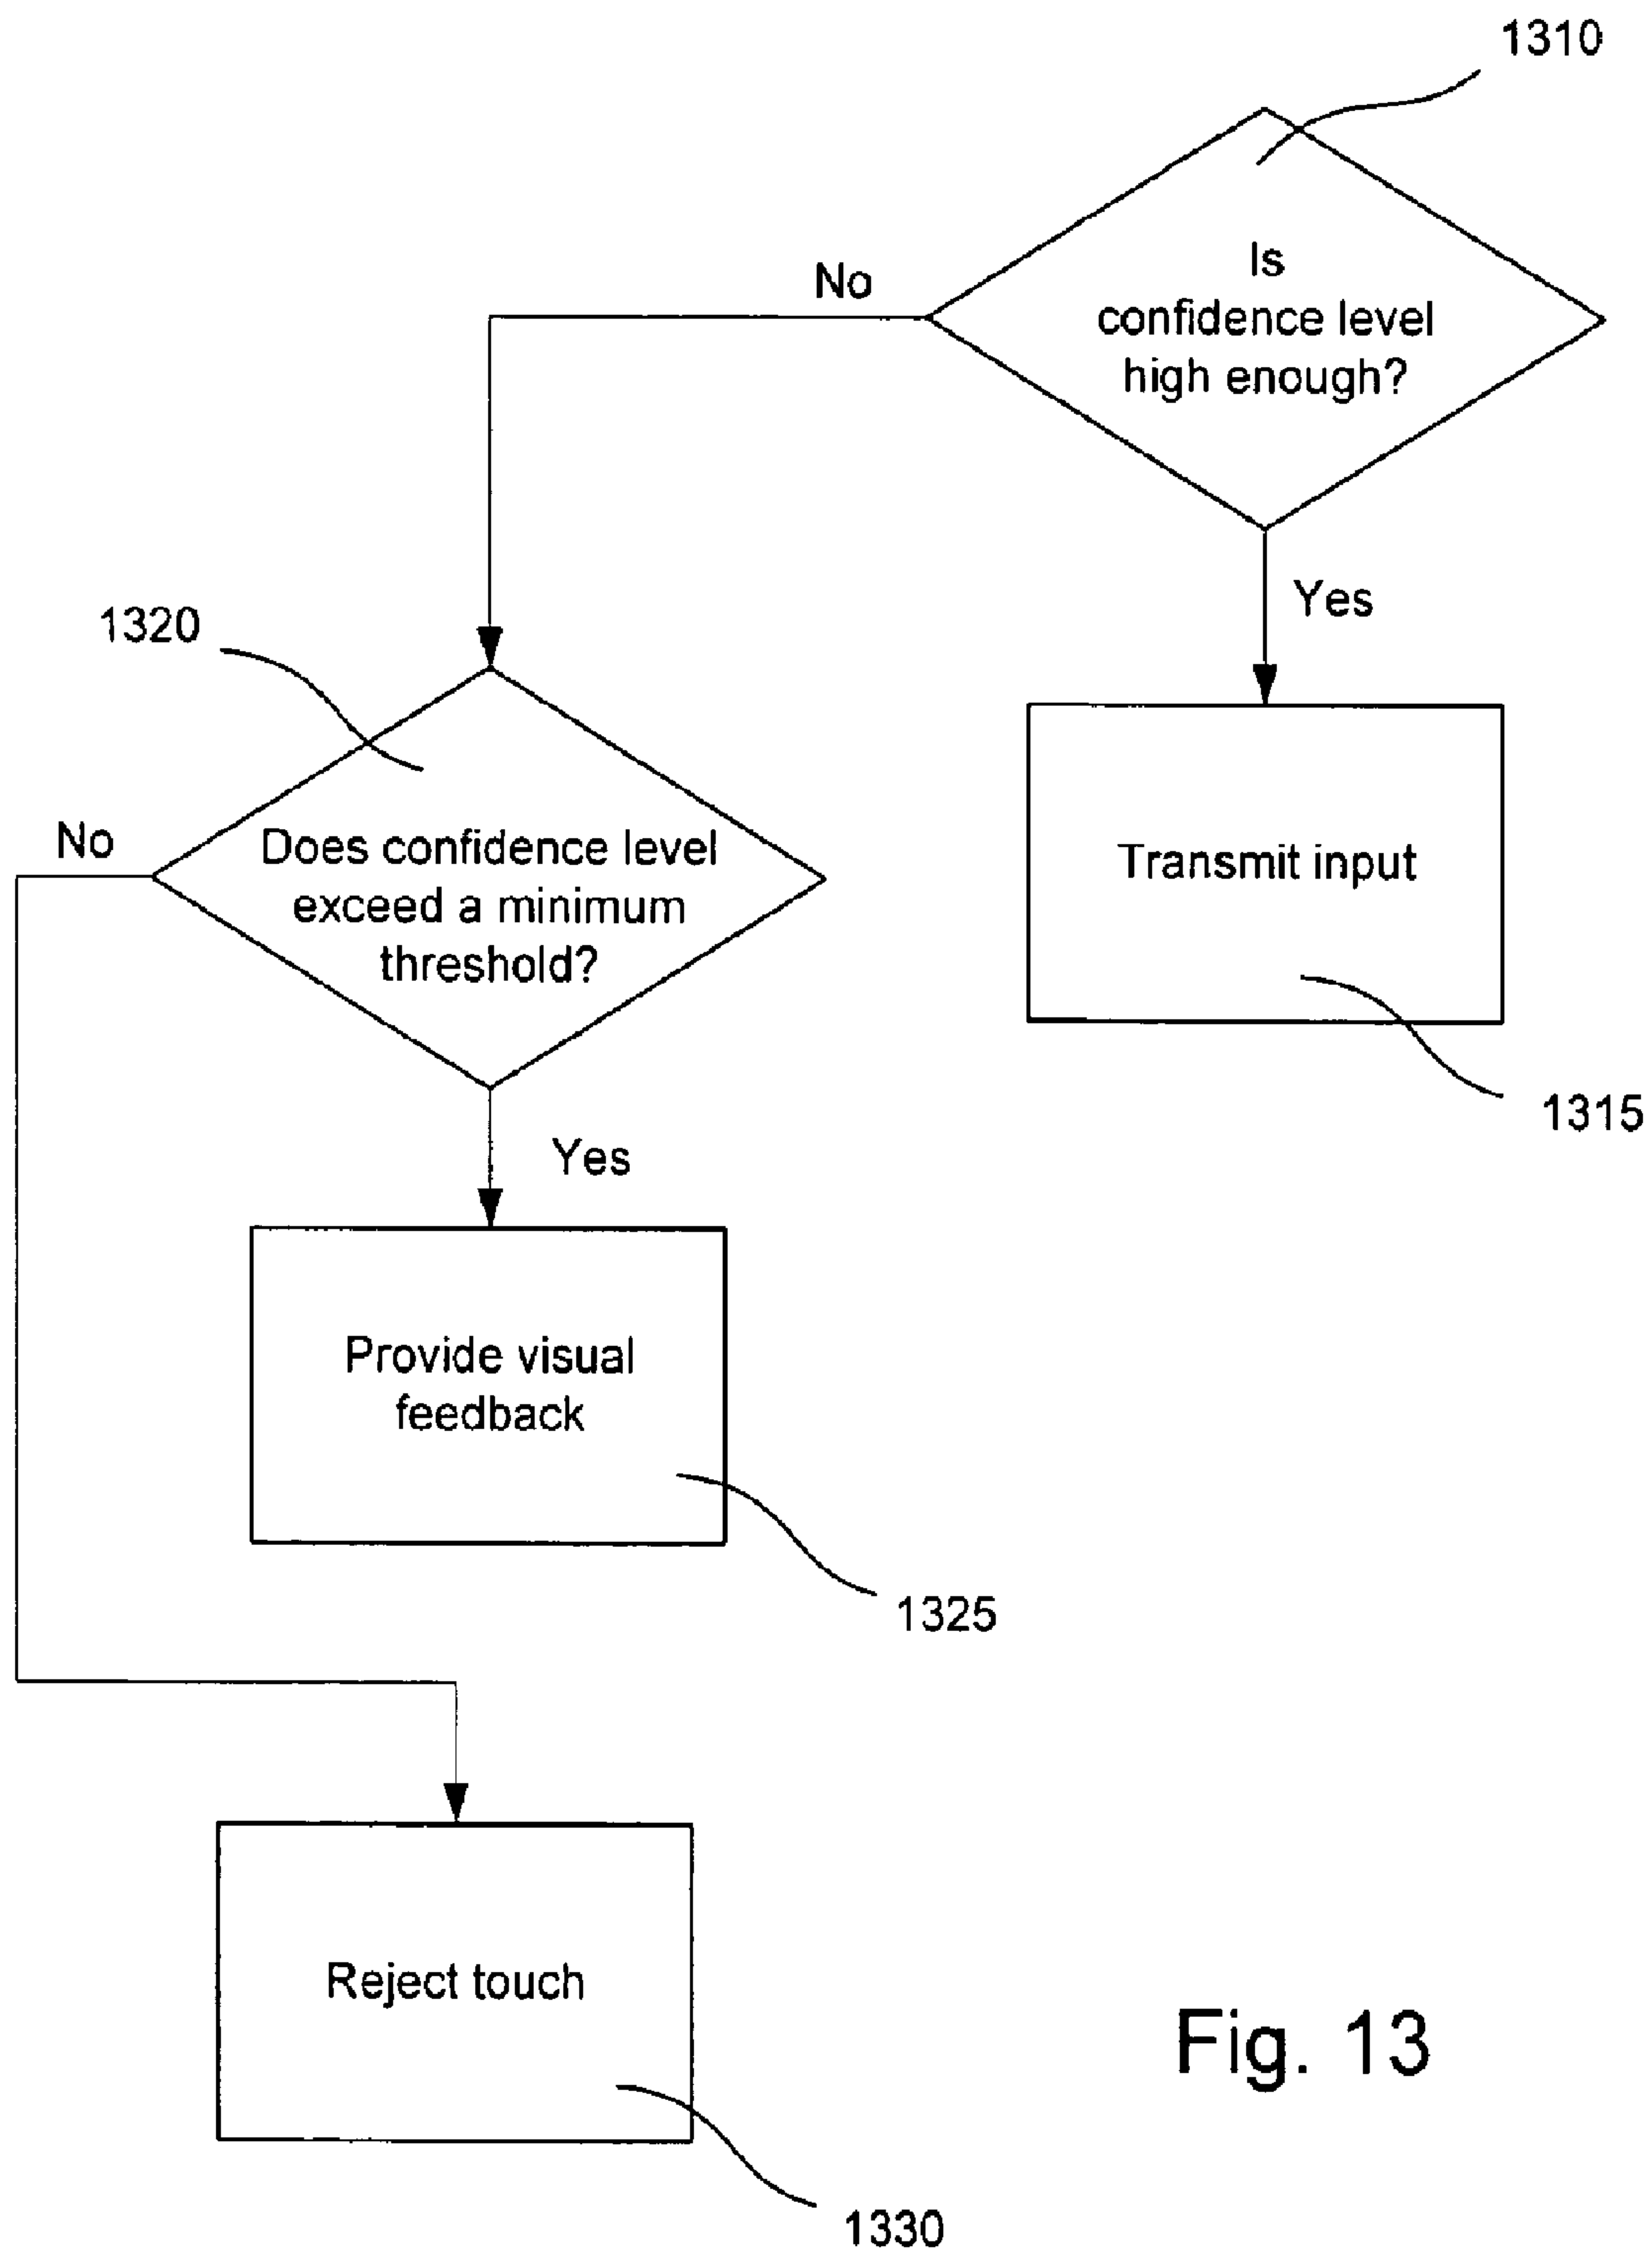 1310
Is
confidence level
high enough?
No
Yes
1320
Transmit input
No
Does confidence level
exceed a minimum
threshold?
1315
Yes
Provide visual
feedback
1325
Reject touch
Fig. 13
1330